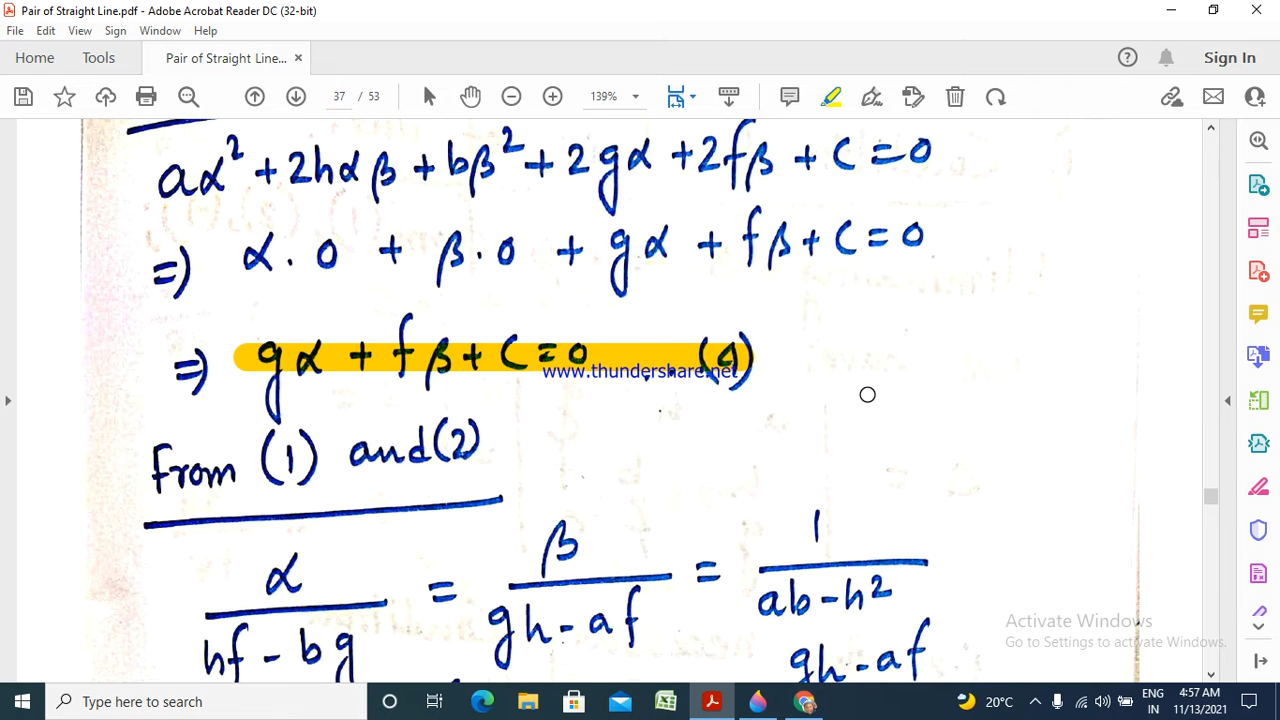 Pair of Straight Line.pdf - Adobe Acrobat Reader DC (32-bit)
File Edit View Sign Window Help
Home Tools Pair of Straight Line... × Sign In
37 / 53 139%
aα² + 2hαβ + bβ² + 2gα + 2fβ + c = 0
=) α . 0 + β . 0 + gα + fβ + c = 0
=) gα + fβ + c = 0 . . (4)
www.thundershare.net
From (1) and (2)
α / (hf - bg) = β / (gh - af) = 1 / (ab - h²)
gh - af
Activate Windows
Go to Settings to activate Windows.
Type here to search
20°C ENG 4:57 AM
IN 11/13/2021